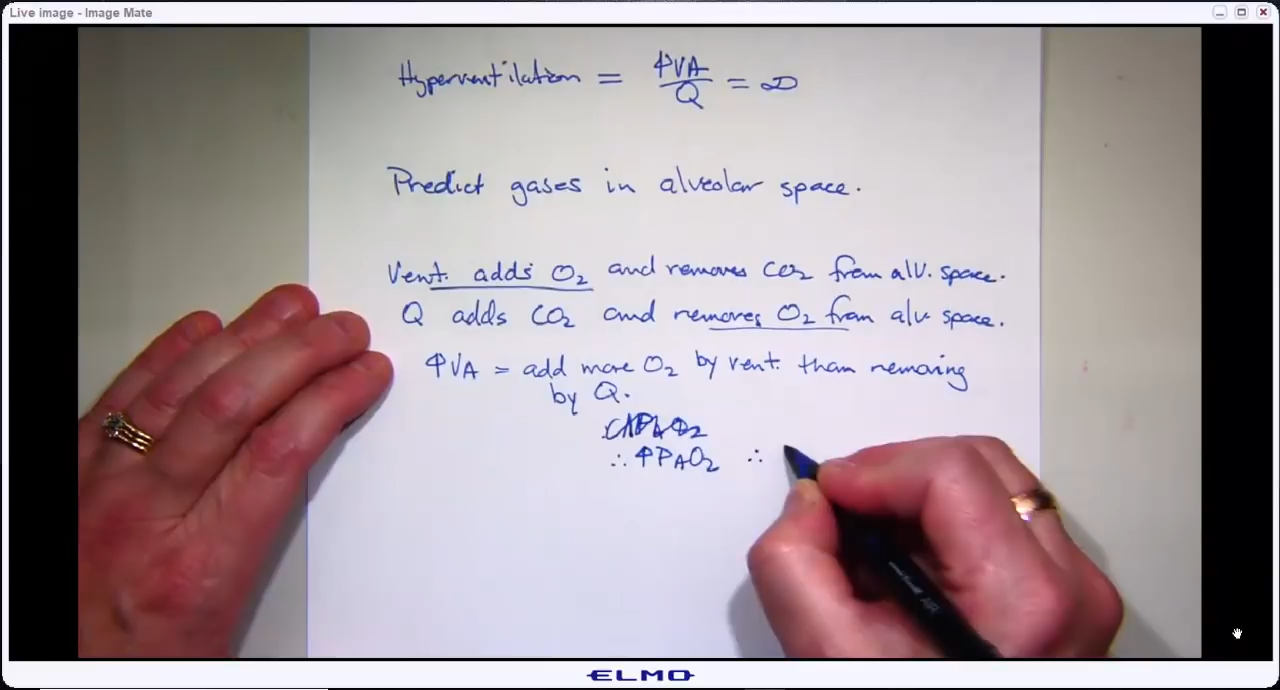 Live image - Image Mate
Hyperventilation = ↑VA/Q = ∞
Predict gases in alveolar space.
Vent. adds O₂ and removes CO₂ from alv. space.
Q adds CO₂ and removes O₂ from alv. space.
↑VA = add more O₂ by vent. than removing
by Q.
∴ ↑PAO₂ ∴
ELMO